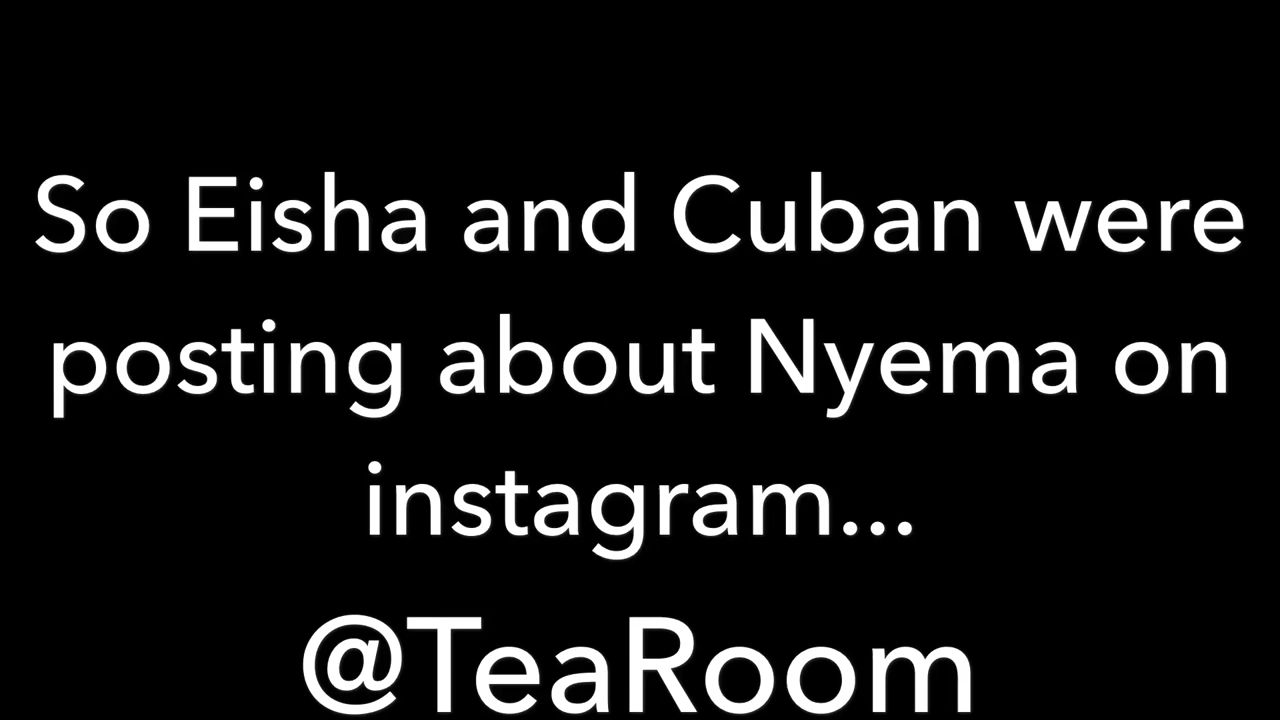 So Eisha and Cuban were
posting about Nyema on
instagram...
@TeaRoom